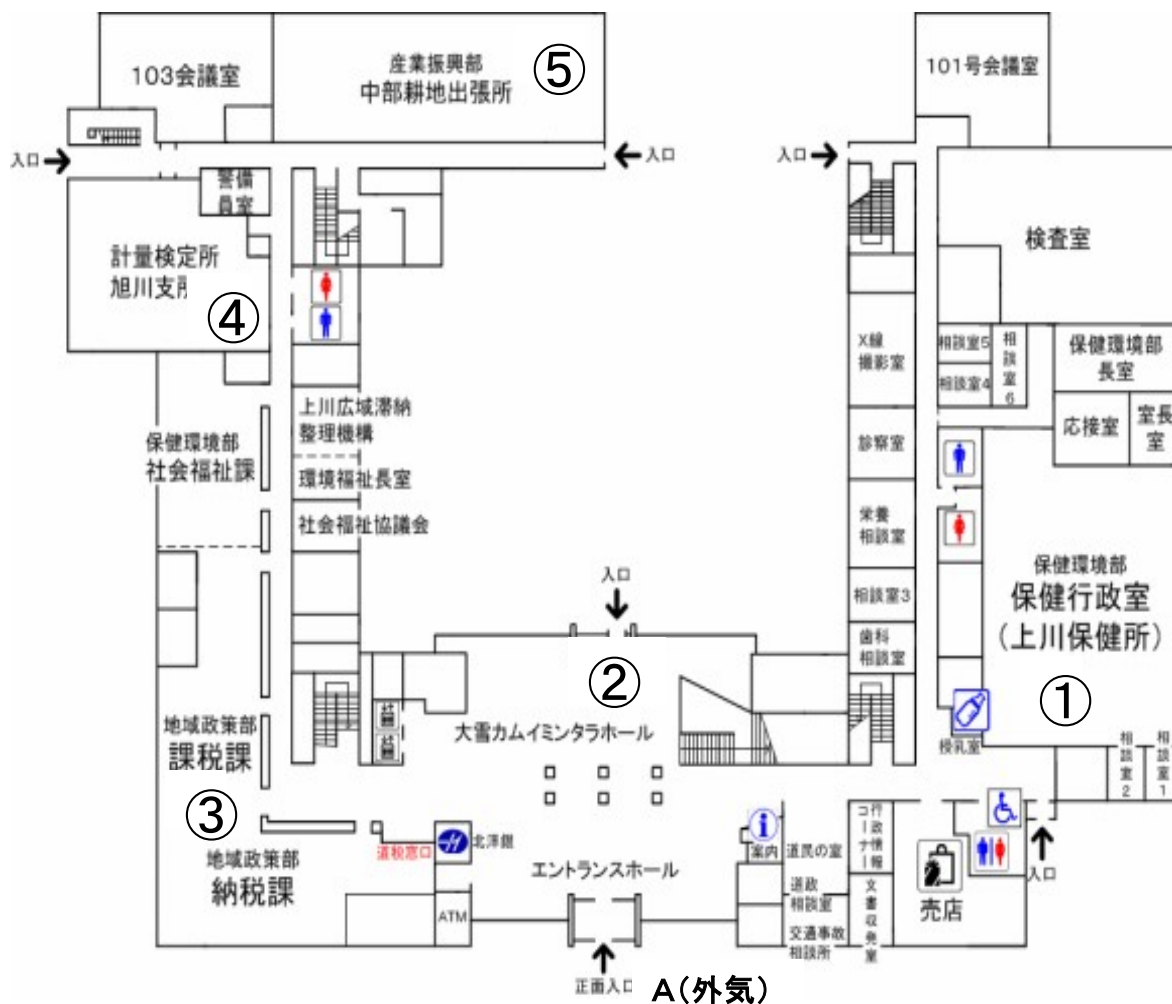 103会議室
産業振興部
中部耕地出張所
⑤
101号会議室
入口
入口
入口
警備
員室
検査室
計量検定所
旭川支所
④
X線
撮影室
相談室5
相談室4
相談室6
保健環境部
長室
応接室
室長
室
上川広域滞納
整理機構
診察室
保健環境部
社会福祉課
環境福祉長室
社会福祉協議会
栄養
相談室
入口
相談室3
保健環境部
保健行政室
(上川保健所)
歯科
相談室
②
①
地域政策部
課税課
大雪カムイミンタラホール
授乳室
相談室2
相談室1
③
道税窓口
北洋銀
案内
道民の室
行政情報
コーナー
地域政策部
納税課
エントランスホール
入口
ATM
道政
相談室
文書収発室
売店
交通事故
相談所
正面入口
A(外気)